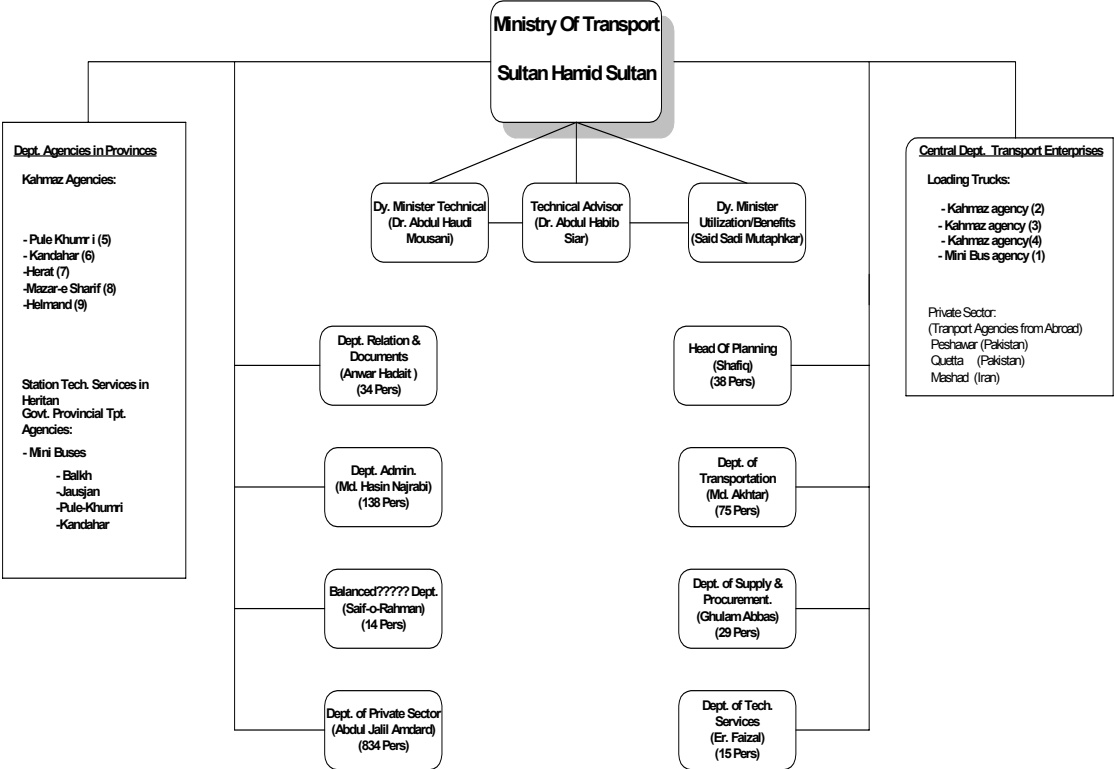 Ministry Of Transport
Sultan Hamid Sultan
Dept. Agencies in Provinces
Kahmaz Agencies:
- Pule Khumr i (5)
- Kandahar (6)
-Herat (7)
-Mazar-e Sharif (8)
-Helmand (9)
Station Tech. Services in
Heritan
Govt. Provincial Tpt.
Agencies:
- Mini Buses
- Balkh
-Jausjan
-Pule-Khumri
-Kandahar
Dy. Minister Technical
(Dr. Abdul Haudi
Mousani)
Technical Advisor
(Dr. Abdul Habib
Siar)
Dy. Minister
Utilization/Benefits
(Said Sadi Mutaphkar)
Central Dept. Transport Enterprises
Loading Trucks:
- Kahmaz agency (2)
- Kahmaz agency (3)
- Kahmaz agency(4)
- Mini Bus agency (1)
Private Sector:
(Tranport Agencies from Abroad)
Peshawar (Pakistan)
Quetta (Pakistan)
Mashad (Iran)
Dept. Relation &
Documents
(Anwar Hadait )
(34 Pers)
Head Of Planning
(Shafiq)
(38 Pers)
Dept. Admin.
(Md. Hasin Najrabi)
(138 Pers)
Dept. of
Transportation
(Md. Akhtar)
(75 Pers)
Balanced????? Dept.
(Saif-o-Rahman)
(14 Pers)
Dept. of Supply &
Procurement.
(Ghulam Abbas)
(29 Pers)
Dept. of Private Sector
(Abdul Jalil Amdard)
(834 Pers)
Dept. of Tech.
Services
(Er. Faizal)
(15 Pers)